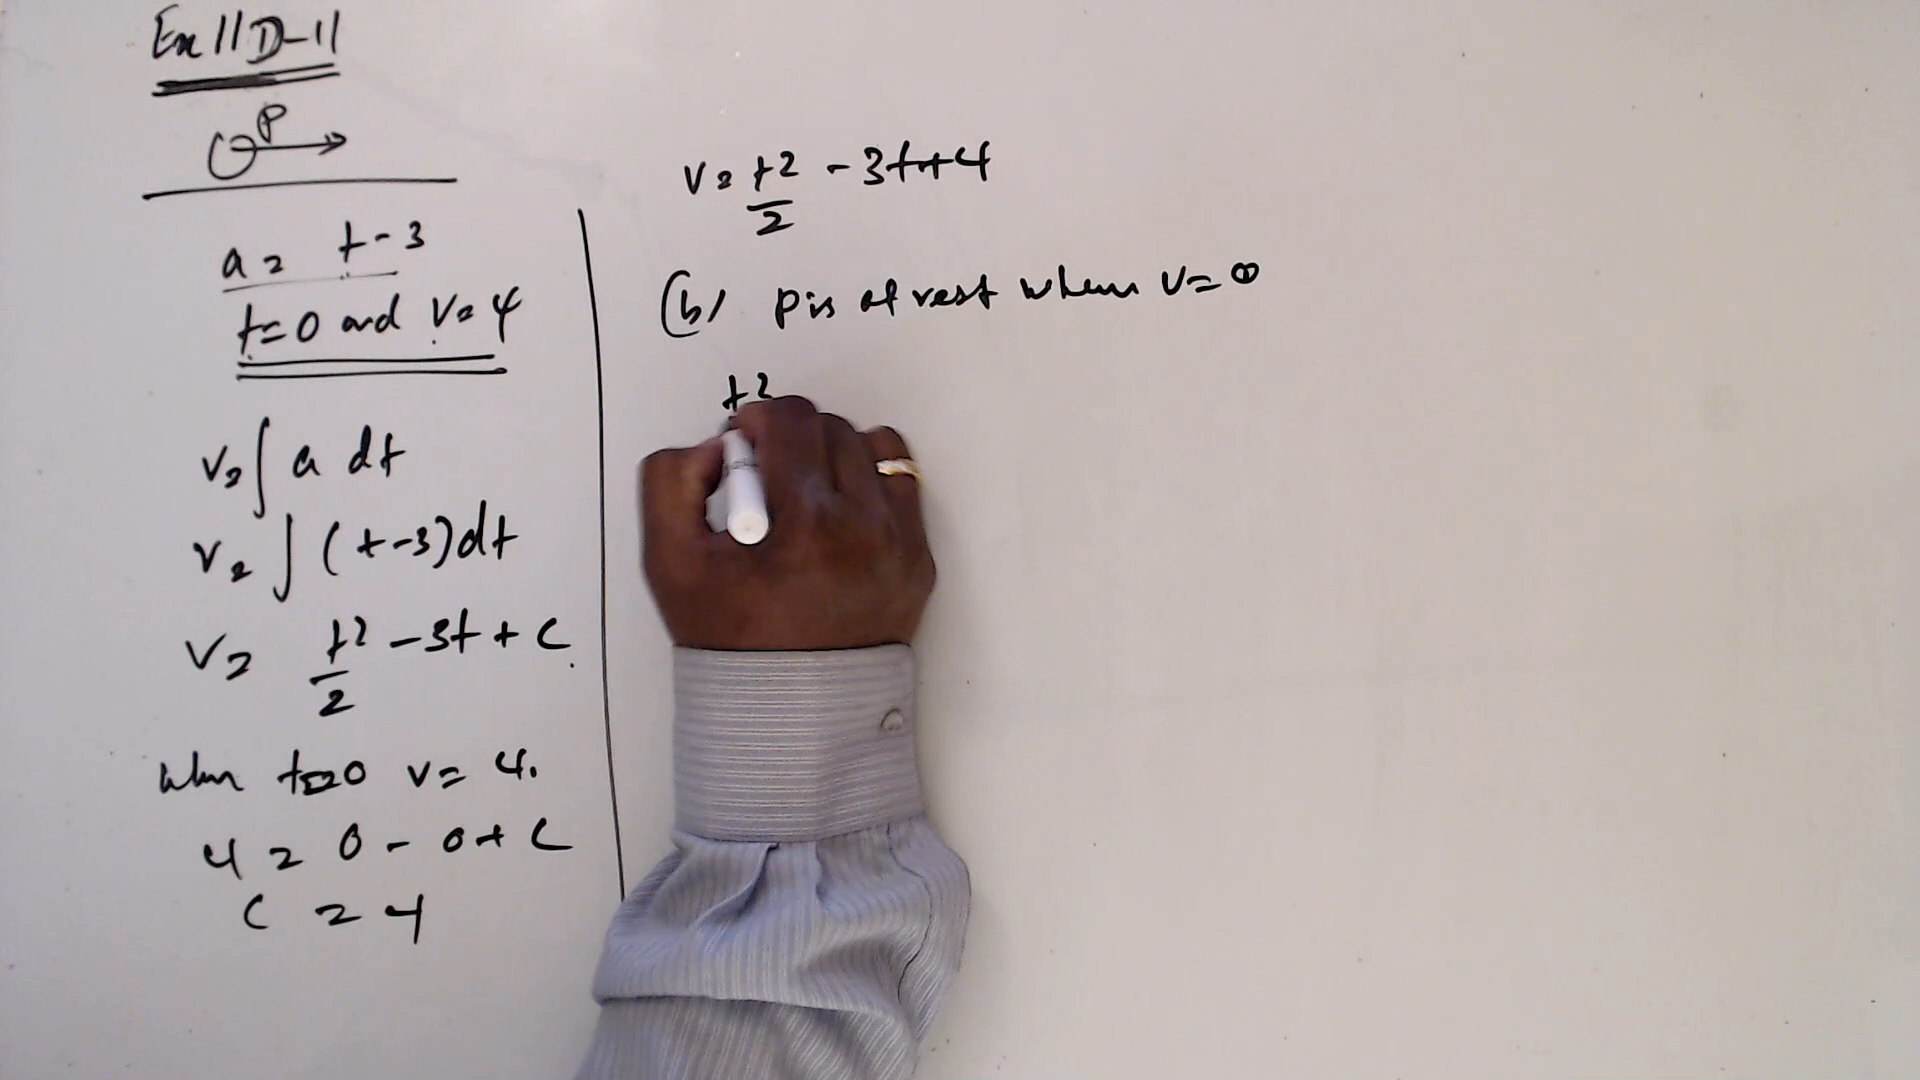 Ex 11D-11
P
a = t-3
t=0 and v=4
v=∫ a dt
v= ∫ (t-3)dt
v= t2/2 -3t + c
when t=0 v= 4.
4 = 0 - 0 + c
c = 4
v= t2/2 -3t+4
(b) P is at rest when v=0
t2